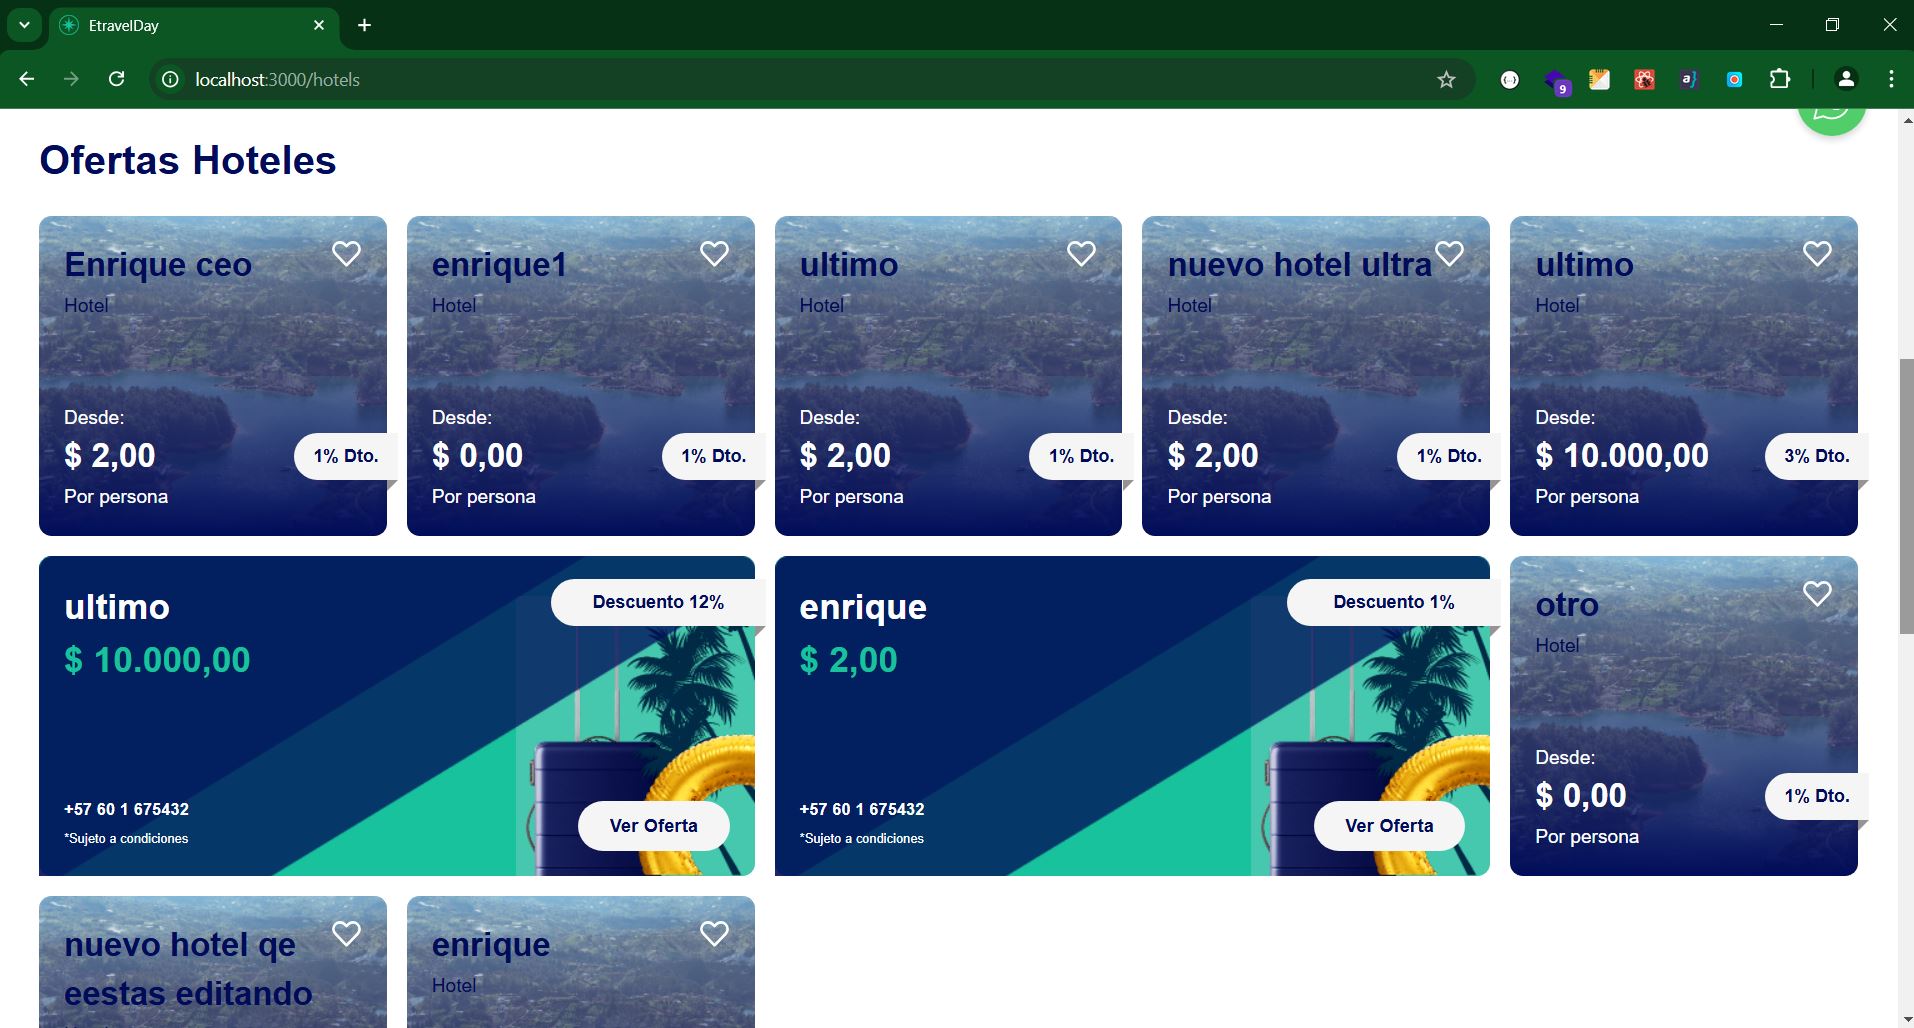 EtravelDay
localhost:3000/hotels
9
Ofertas Hoteles
Enrique ceo
Hotel
Desde:
$ 2,00
1% Dto.
Por persona
enrique1
Hotel
Desde:
$ 0,00
1% Dto.
Por persona
ultimo
Hotel
Desde:
$ 2,00
1% Dto.
Por persona
nuevo hotel ultra
Hotel
Desde:
$ 2,00
1% Dto.
Por persona
ultimo
Hotel
Desde:
$ 10.000,00
3% Dto.
Por persona
ultimo
Descuento 12%
$ 10.000,00
+57 60 1 675432
*Sujeto a condiciones
Ver Oferta
enrique
Descuento 1%
$ 2,00
+57 60 1 675432
*Sujeto a condiciones
Ver Oferta
otro
Hotel
Desde:
$ 0,00
1% Dto.
Por persona
nuevo hotel qe
eestas editando
enrique
Hotel